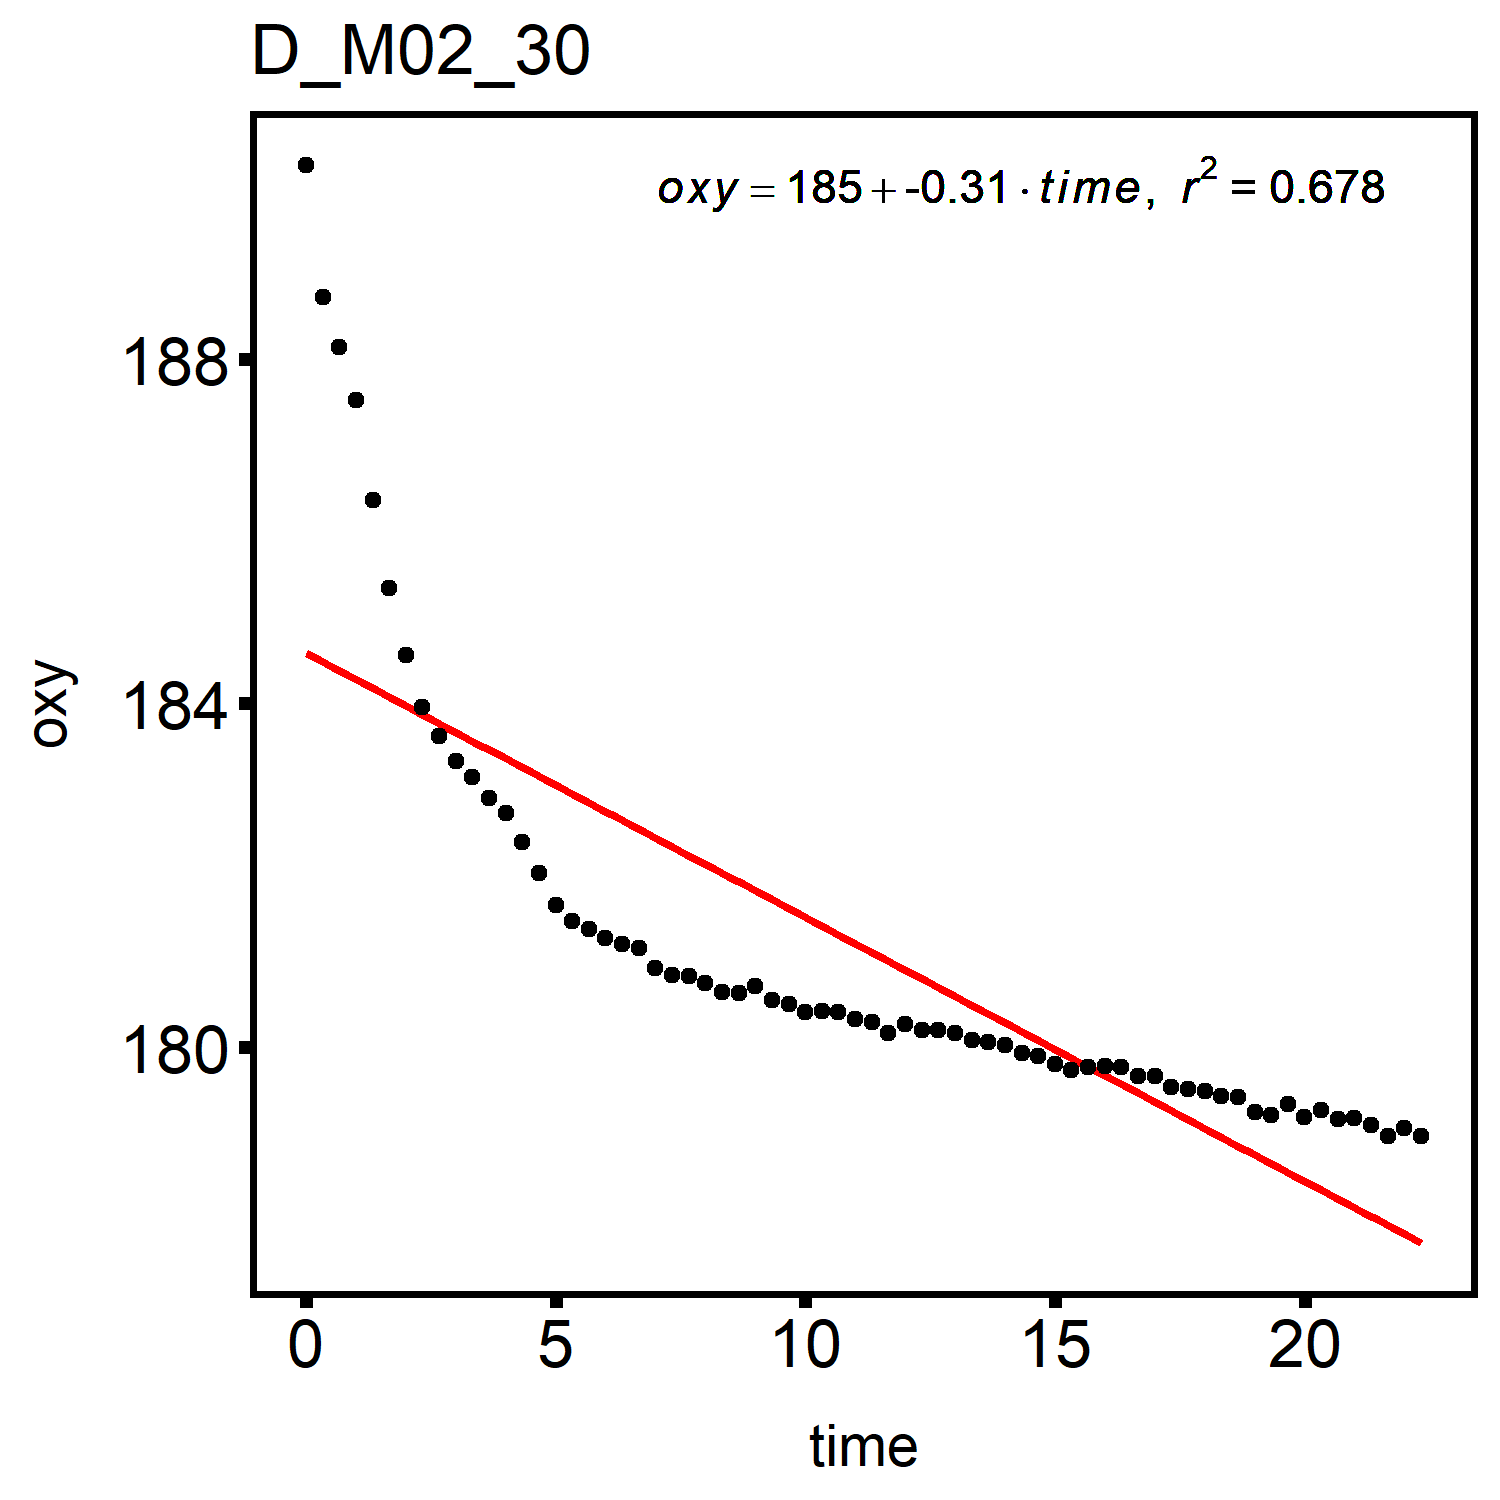 D_M02_30
oxy = 185 + -0.31 · time, r² = 0.678
188
184
180
oxy
0 5 10 15 20
time